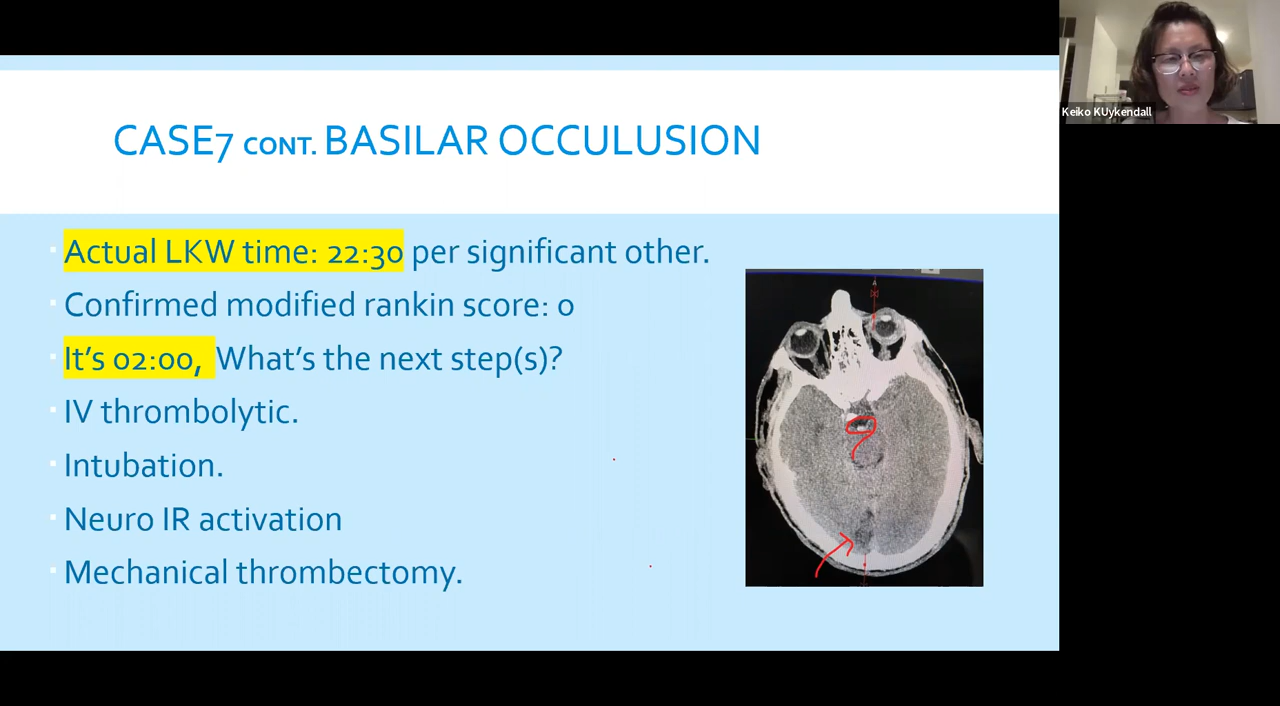 CASE7 CONT. BASILAR OCCULUSION
Actual LKW time: 22:30 per significant other.
Confirmed modified rankin score: 0
It's 02:00, What's the next step(s)?
IV thrombolytic.
Intubation.
Neuro IR activation
Mechanical thrombectomy.
A
Keiko KUykendall